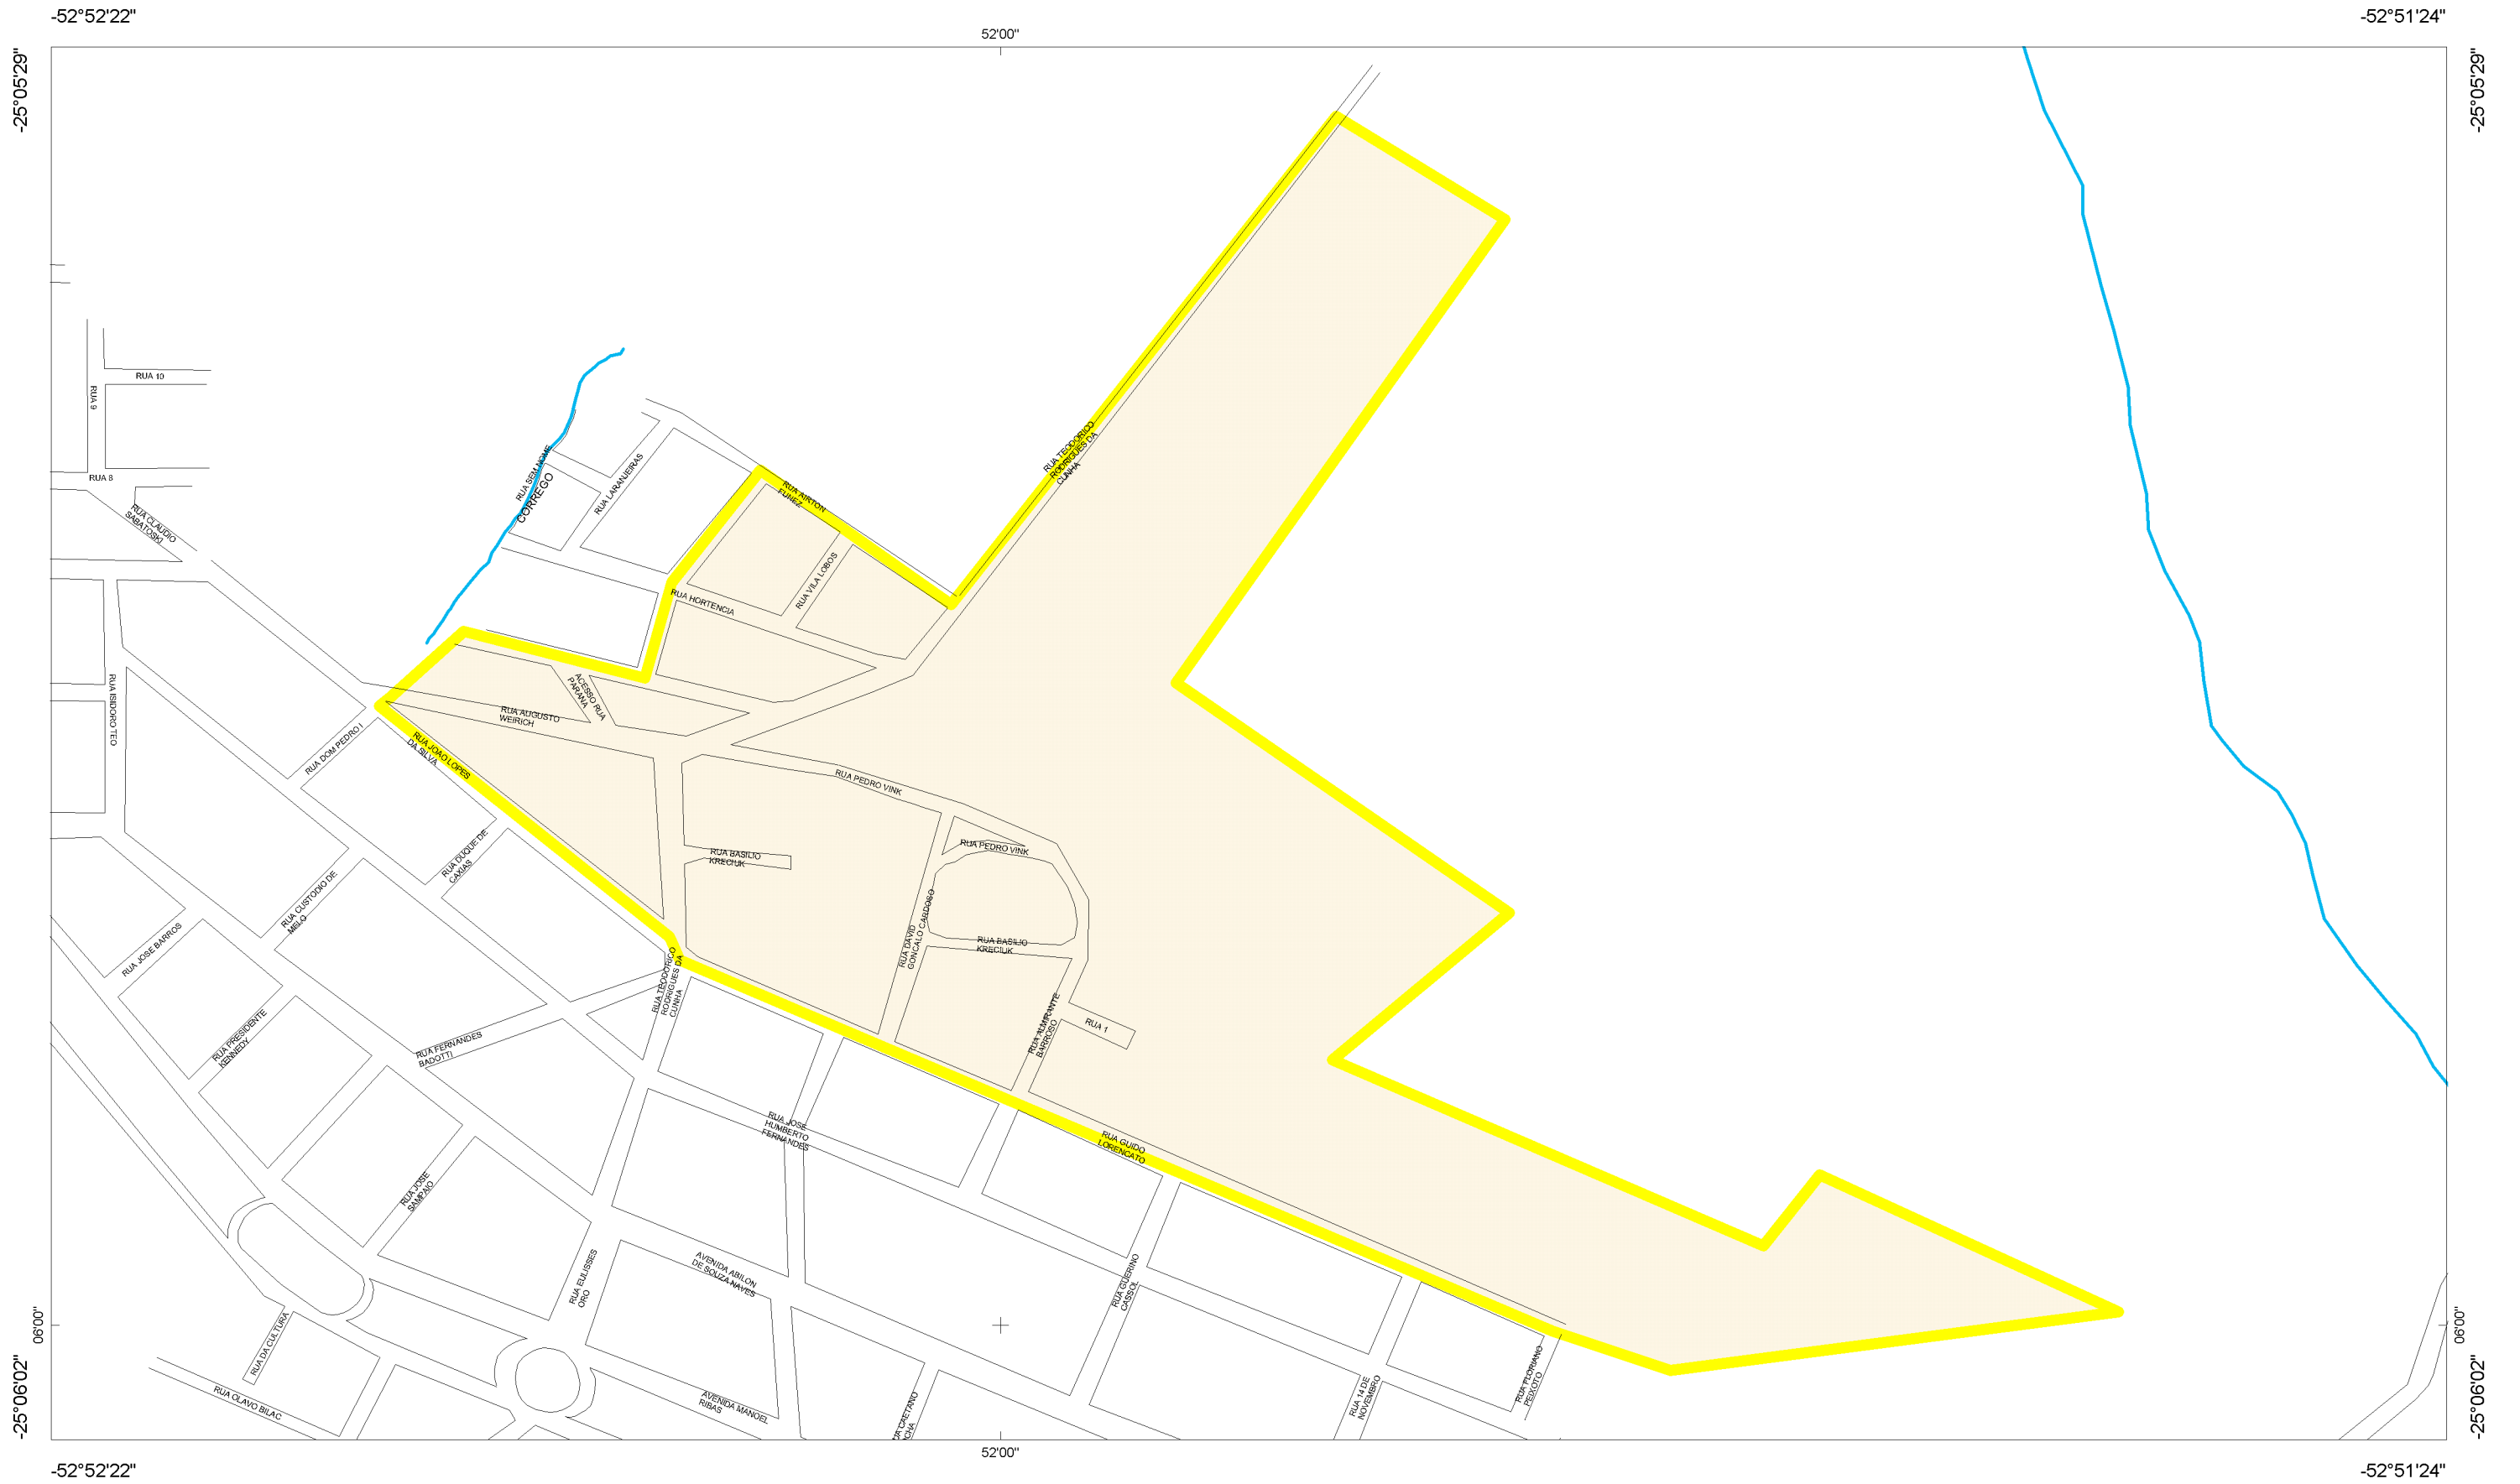 -52°52'22"
-52°51'24"
52'00"
-25°05'29"
-25°05'29"
RUA 10
RUA 9
RUA 8
RUA CLAUDIO
SABATOSKI
RUA SEM NOME
CORREGO
RUA LARANJEIRAS
RUA TEODORICO
RODRIGUES DA
CUNHA
RUA AIRTON
FUNEZ
RUA VILA LOBOS
RUA HORTENCIA
RUA ISIDORO TEO
ACESSO RUA
PARANA
RUA AUGUSTO
WEIRICH
RUA DOM PEDRO I
RUA JOAO LOPES
DA SILVA
RUA PEDRO VINK
RUA PEDRO VINK
RUA BASILIO
KRECIUK
RUA DUQUE DE
CAXIAS
RUA CUSTODIO DE
MELO
RUA DAVID
GONCALO CARDOSO
RUA BASILIO
KRECIUK
RUA JOSE BARROS
RUA TEODORICO
RODRIGUES DA
CUNHA
RUA ALMIRANTE
BARROSO
RUA 1
RUA PRESIDENTE
KENNEDY
RUA FERNANDES
BADOTTI
RUA JOSE
HUMBERTO
FERNANDES
RUA GUIDO
LORENCATO
RUA JOSE
SAMPAIO
RUA EULISSES
ORO
AVENIDA ABILON
DE SOUZA NAVES
RUA GUERINO
CASSOL
06'00"
06'00"
RUA DA CULTURA
RUA OLAVO BILAC
AVENIDA MANOEL
RIBAS
CAETANO
RUA 14 DE
NOVEMBRO
RUA FLORIANO
PEIXOTO
-25°06'02"
-25°06'02"
52'00"
-52°52'22"
-52°51'24"